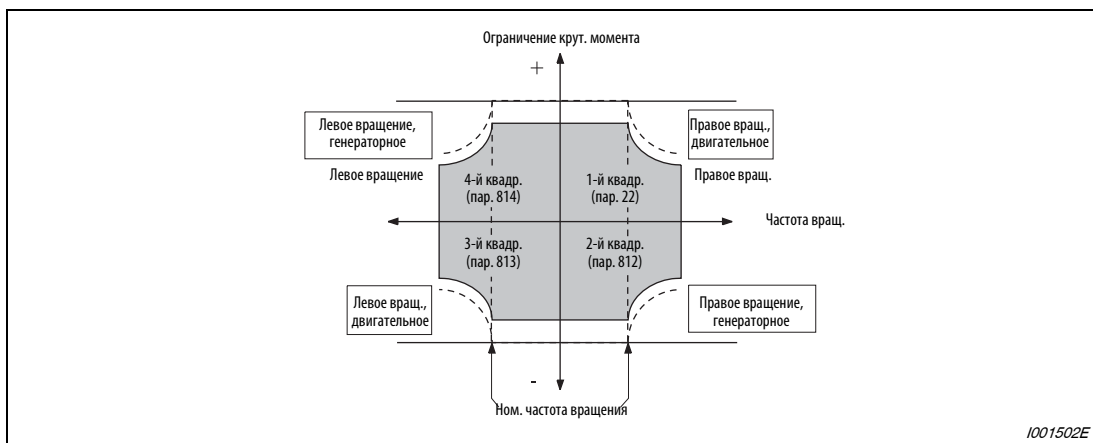 Ограничение крут. момента
+
Левое вращение,
генераторное
Правое вращ.,
двигательное
Левое вращение
4-й квадр.
(пар. 814)
1-й квадр.
(пар. 22)
Правое вращ.
Частота вращ.
3-й квадр.
(пар. 813)
2-й квадр.
(пар. 812)
Левое вращ.,
двигательное
Правое вращение,
генераторное
-
Ном. частота вращения
I001502E